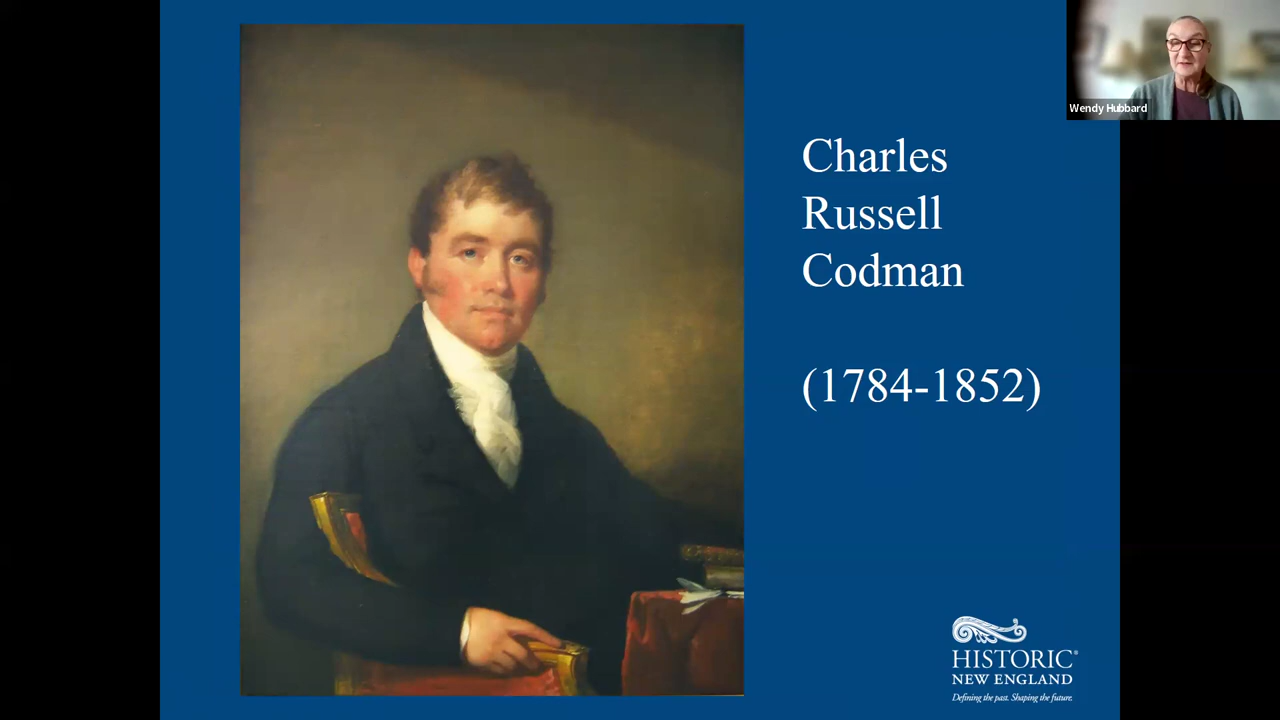 Wendy Hubbard
Charles
Russell
Codman
(1784-1852)
HISTORIC®
NEW ENGLAND
Defining the past. Shaping the future.